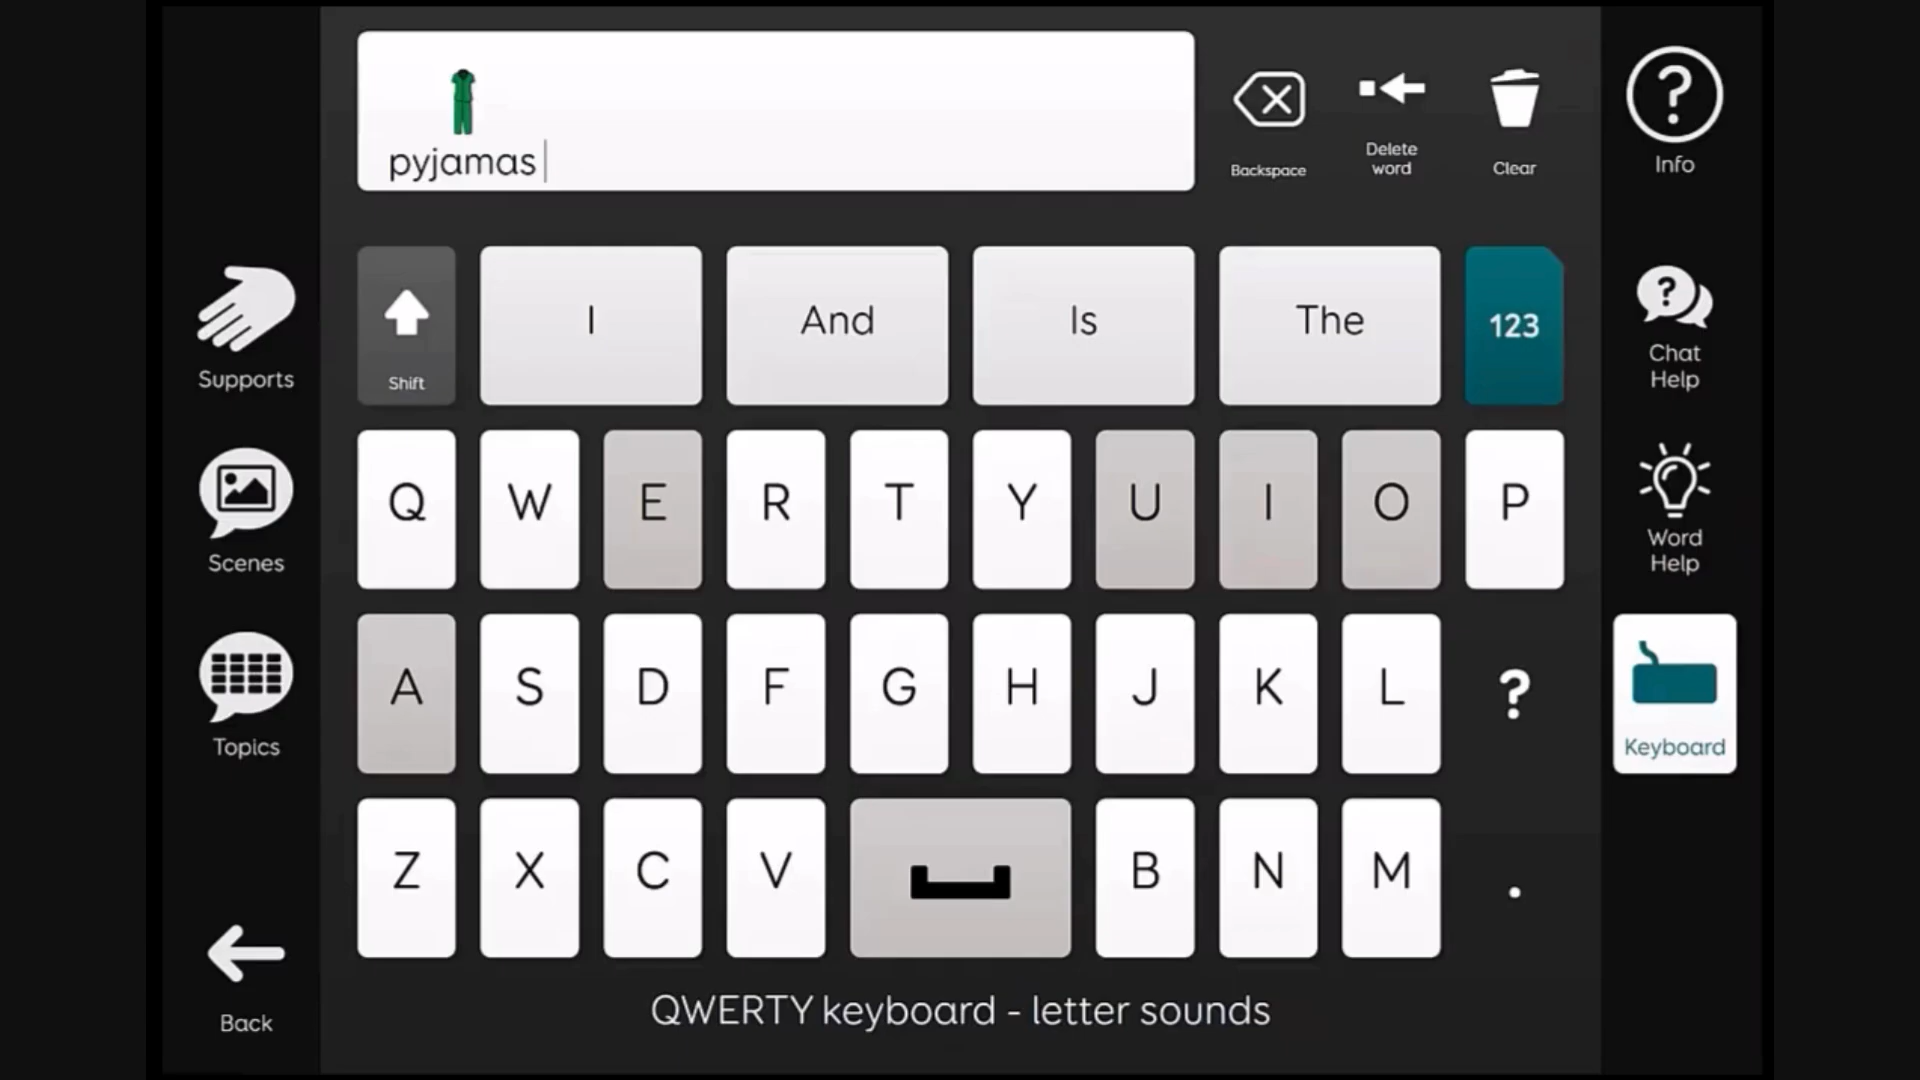 pyjamas
Backspace
Delete
word
Clear
Info
Shift
I
And
Is
The
123
Supports
Chat
Help
Q W E R T Y U I O P
Scenes
Word
Help
A S D F G H J K L ?
Topics
Keyboard
Z X C V B N M .
Back
QWERTY keyboard - letter sounds